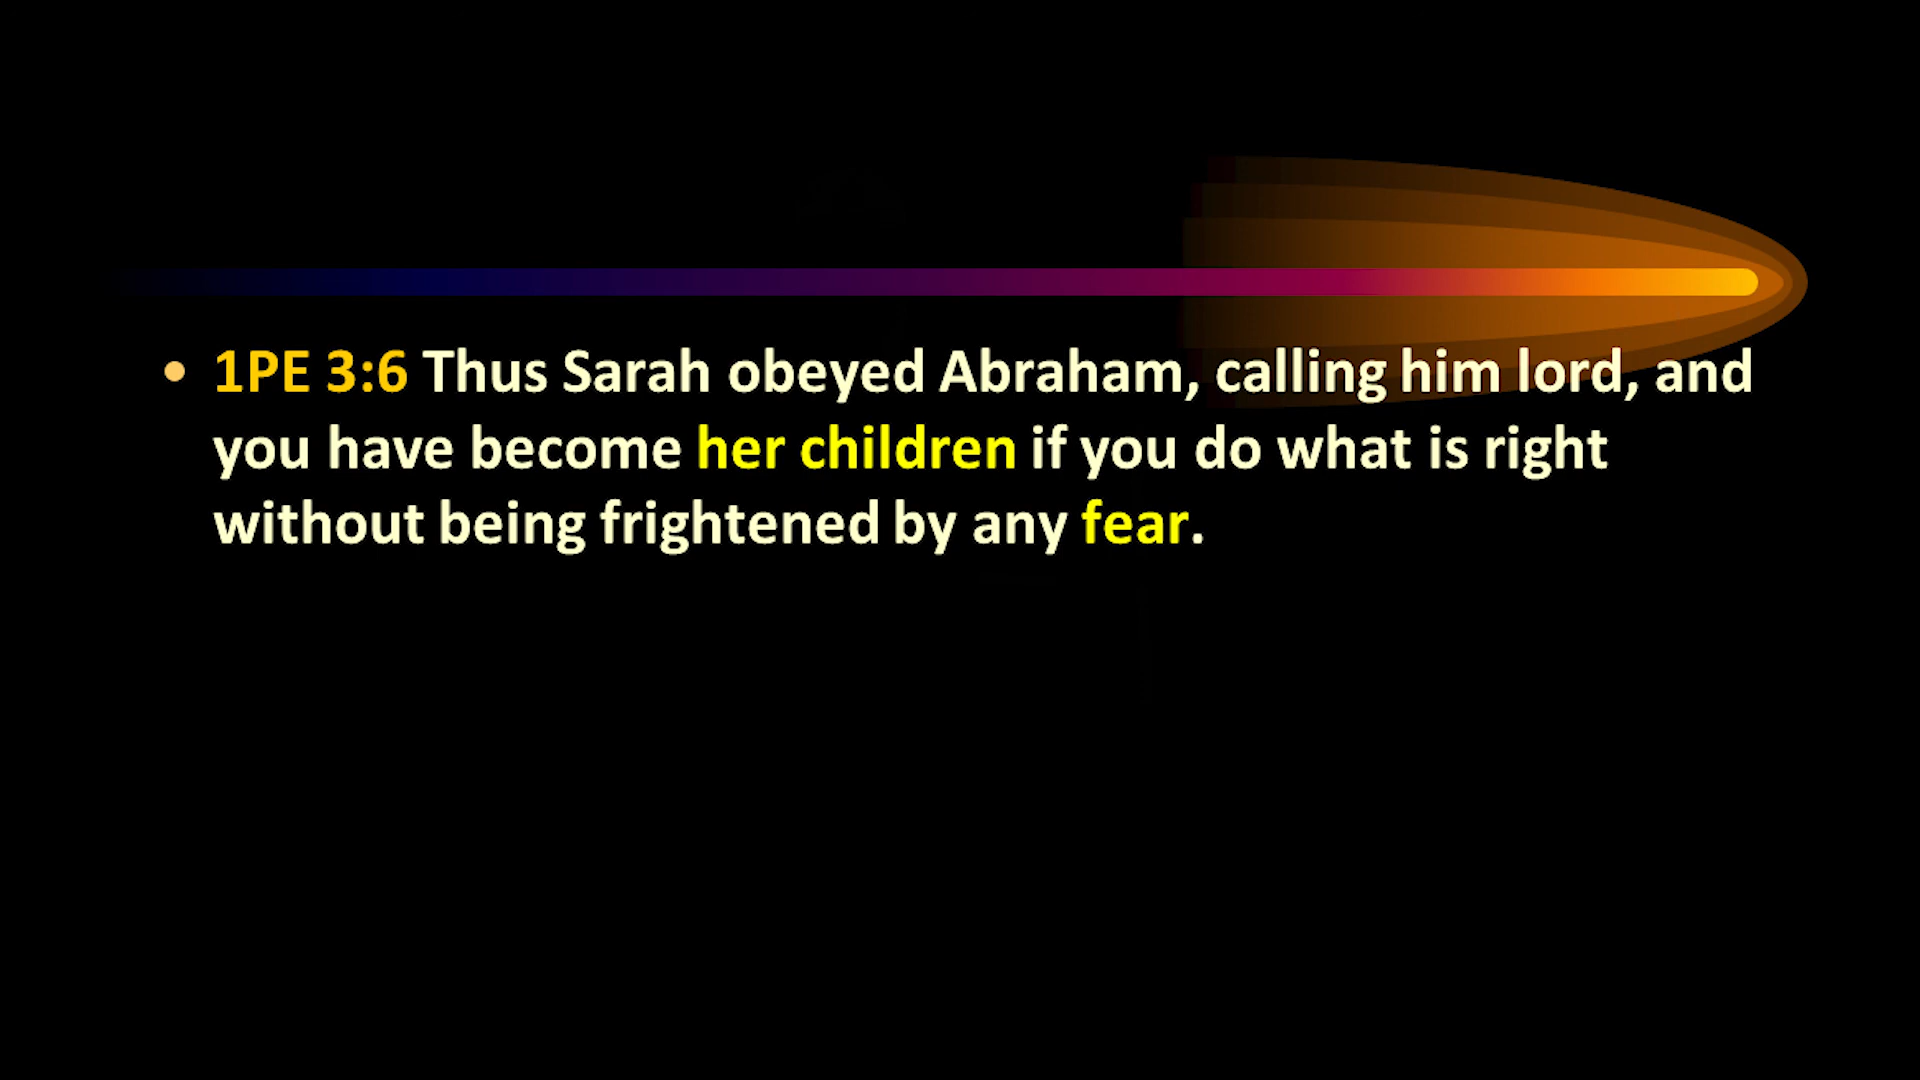 • 1PE 3:6 Thus Sarah obeyed Abraham, calling him lord, and
you have become her children if you do what is right
without being frightened by any fear.